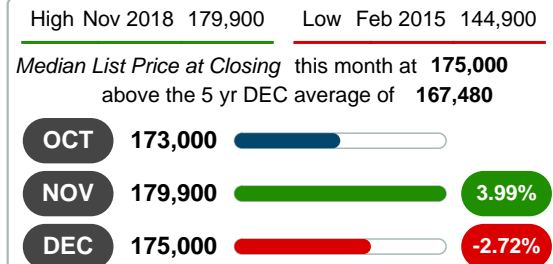 High Nov 2018 179,900 Low Feb 2015 144,900
Median List Price at Closing this month at 175,000
above the 5 yr DEC average of 167,480
OCT 173,000
NOV 179,900 3.99%
DEC 175,000 -2.72%